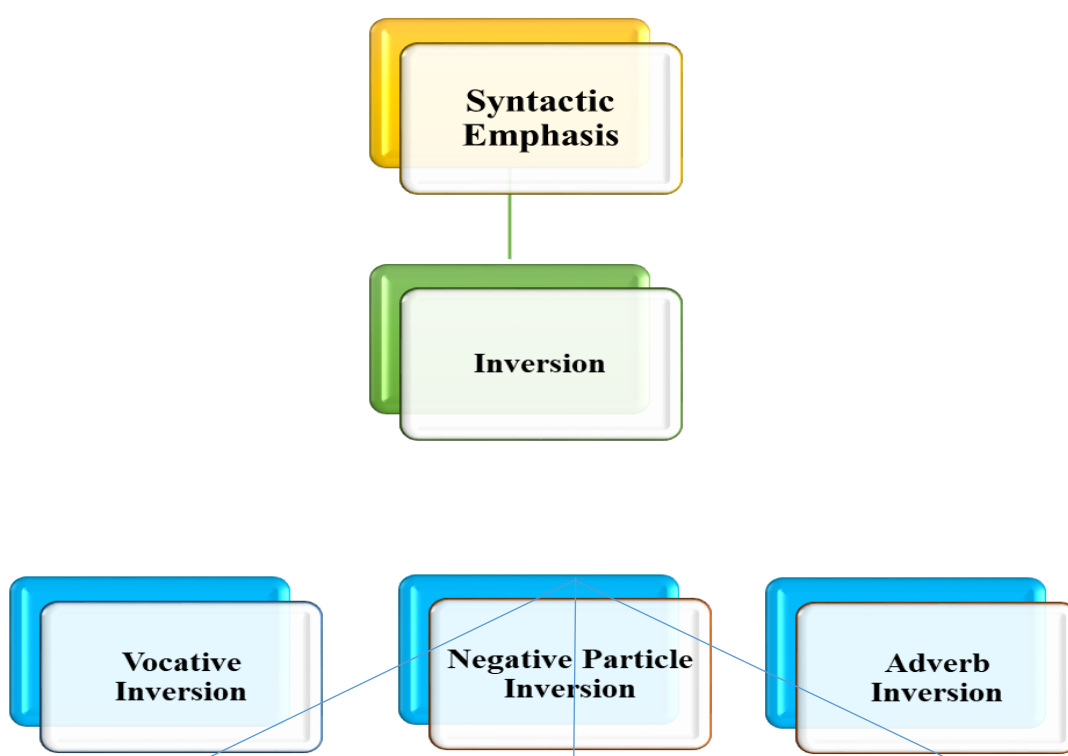 Syntactic
Emphasis
Inversion
Vocative
Inversion
Negative Particle
Inversion
Adverb
Inversion